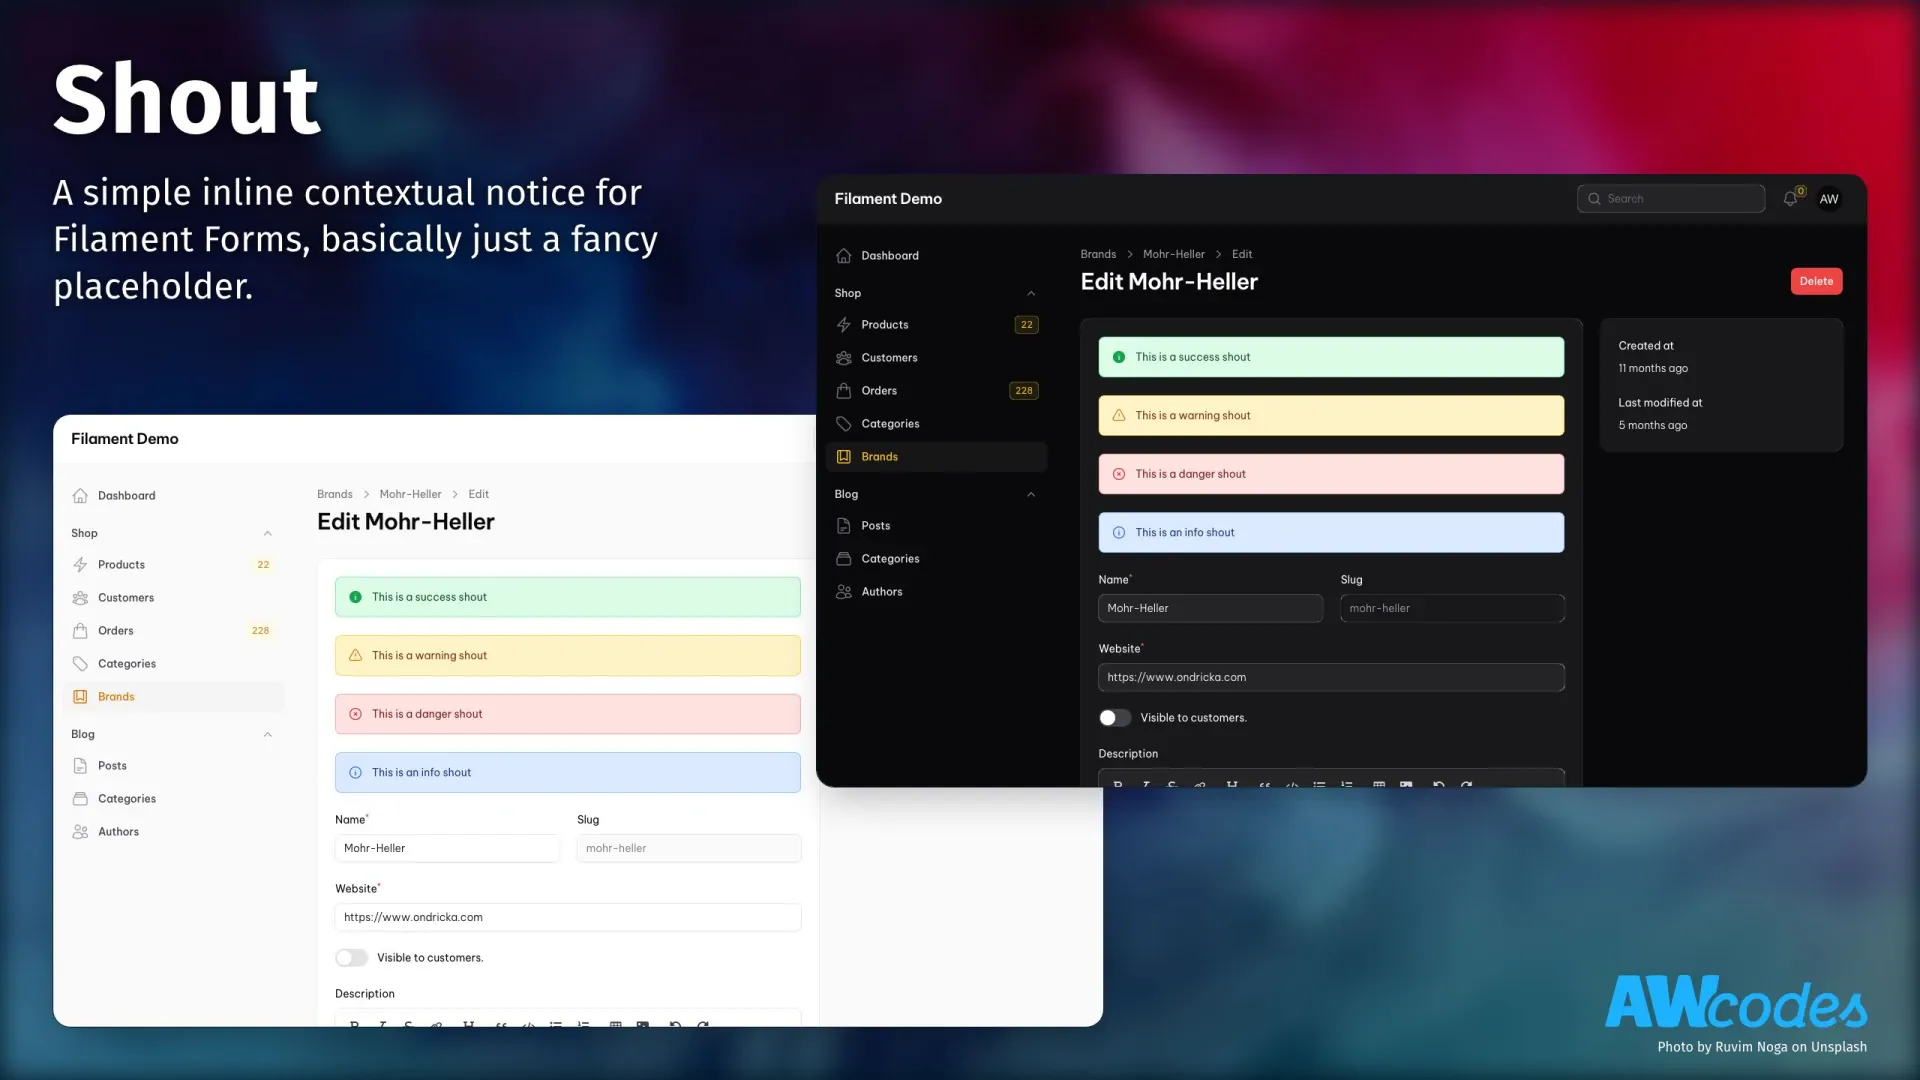 Shout
A simple inline contextual notice for
Filament Forms, basically just a fancy
placeholder.
Filament Demo
Dashboard
Shop
Products 22
Customers
Orders 228
Categories
Brands
Blog
Posts
Categories
Authors
Brands > Mohr-Heller > Edit
Edit Mohr-Heller
This is a success shout
This is a warning shout
This is a danger shout
This is an info shout
Name* Slug
Mohr-Heller mohr-heller
Website*
https://www.ondricka.com
Visible to customers.
Description
Filament Demo
Search
0
AW
Dashboard
Shop
Products 22
Customers
Orders 228
Categories
Brands
Blog
Posts
Categories
Authors
Brands > Mohr-Heller > Edit
Edit Mohr-Heller
Delete
This is a success shout
This is a warning shout
This is a danger shout
This is an info shout
Name* Slug
Mohr-Heller mohr-heller
Website*
https://www.ondricka.com
Visible to customers.
Description
Created at
11 months ago
Last modified at
5 months ago
AWcodes
Photo by Ruvim Noga on Unsplash